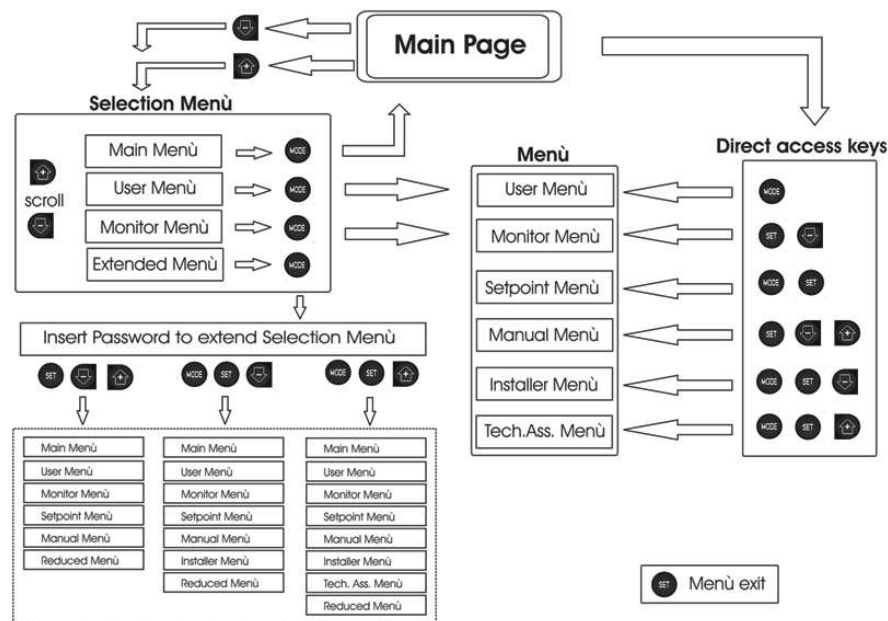 Main Page
Selection Menù
Main Menù
MODE
User Menù
MODE
scroll
Monitor Menù
MODE
Extended Menù
MODE
Insert Password to extend Selection Menù
SET
MODE SET
MODE SET
Main Menù
User Menù
Monitor Menù
Setpoint Menù
Manual Menù
Reduced Menù
Main Menù
User Menù
Monitor Menù
Setpoint Menù
Manual Menù
Installer Menù
Reduced Menù
Main Menù
User Menù
Monitor Menù
Setpoint Menù
Manual Menù
Installer Menù
Tech. Ass. Menù
Reduced Menù
Menù
User Menù
Monitor Menù
Setpoint Menù
Manual Menù
Installer Menù
Tech.Ass. Menù
Direct access keys
MODE
SET
MODE SET
SET
MODE SET
MODE SET
SET Menù exit